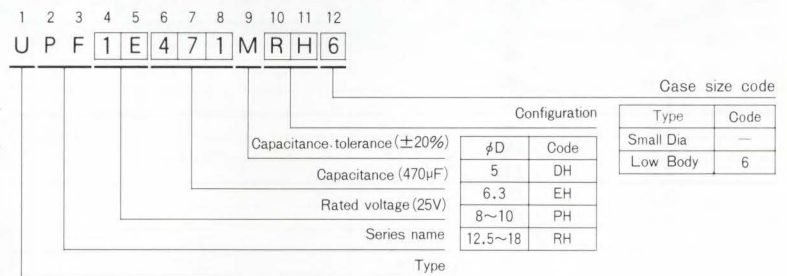 1 2 3 4 5 6 7 8 9 10 11 12
U P F 1 E 4 7 1 M R H 6
Case size code
Type Code
Small Dia —
Low Body 6
Configuration
φD Code
5 DH
6.3 EH
8~10 PH
12.5~18 RH
Capacitance tolerance (±20%)
Capacitance (470μF)
Rated voltage (25V)
Series name
Type